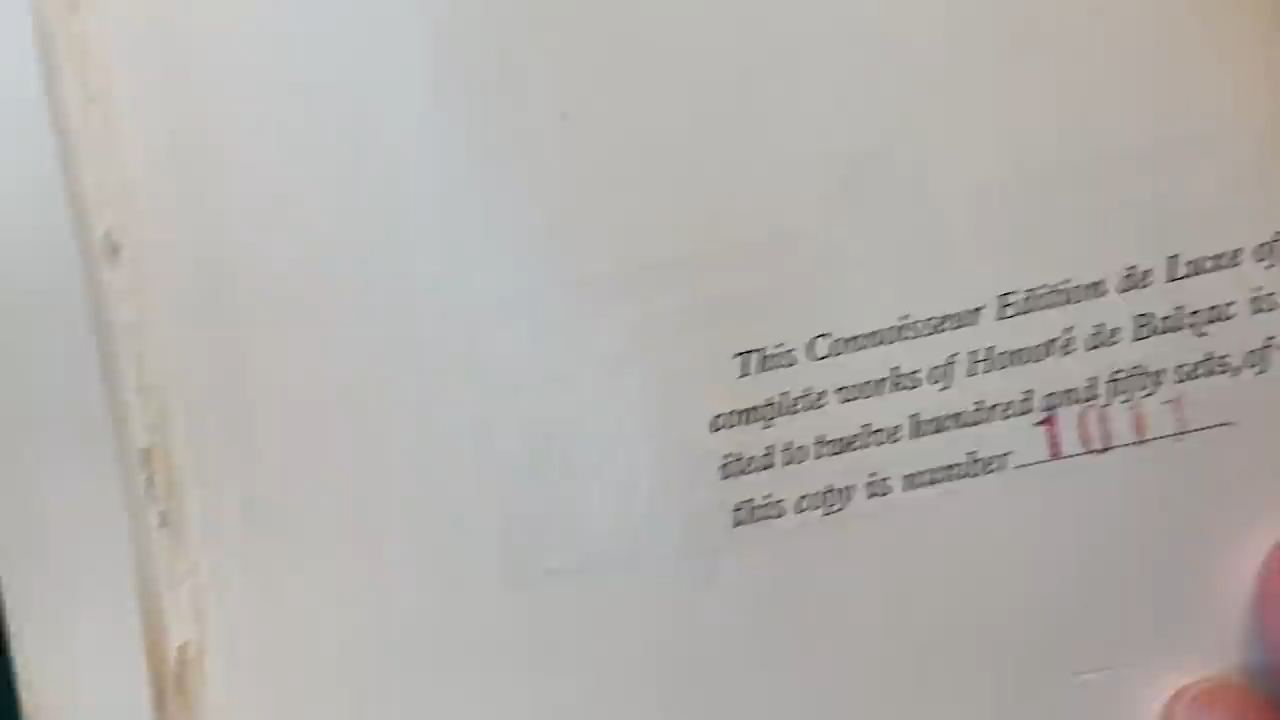 This Connoisseur Edition de Luxe of
complete works of Honoré de Balzac is
ited to twelve hundred and fifty sets, of
this copy is number